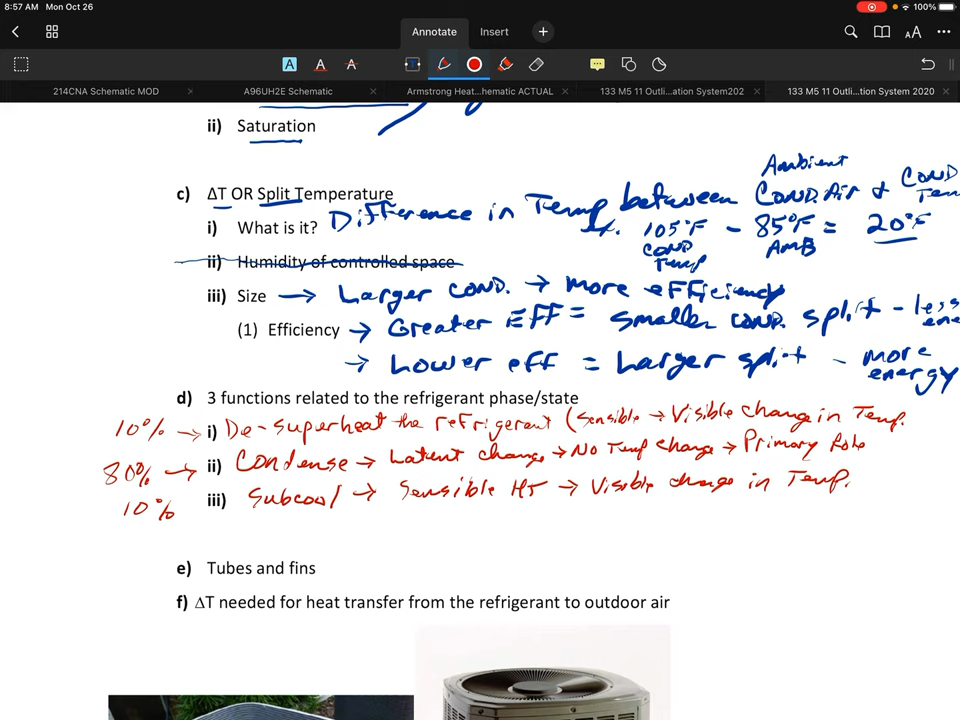 8:57 AM Mon Oct 26
100%
Annotate Insert
AA
A A A
214CNA Schematic MOD
A96UH2E Schematic
Armstrong Heat...hematic ACTUAL
133 M5 11 Outli...ation System202
133 M5 11 Outli...tion System 2020
ii) Saturation
c) ΔT OR Split Temperature
i) What is it? Difference in Temp between Ambient Cond. Air + Cond Tem
105°F - 85°F = 20°F
Cond Temp AMB
ii) Humidity of controlled space
iii) Size → Larger cond. → more efficiency
(1) Efficiency → Greater Eff = smaller cond. split - less ene
→ Lower eff = Larger split - more energy
d) 3 functions related to the refrigerant phase/state
10% → i) De-superheat the refrigerent (Sensible → Visible change in Temp.
80% → ii) Condense → Latent change → No Temp change → Primary Role
10% iii) Subcool → Sensible HT → Visible change in Temp.
e) Tubes and fins
f) ΔT needed for heat transfer from the refrigerant to outdoor air